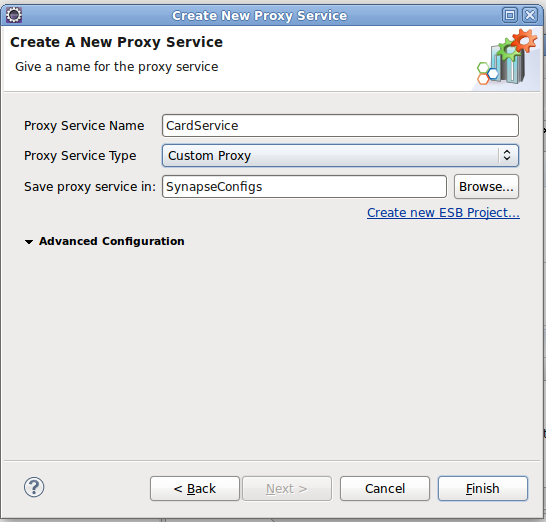 Create New Proxy Service
Create A New Proxy Service
Give a name for the proxy service
Proxy Service Name CardService
Proxy Service Type Custom Proxy
Save proxy service in: SynapseConfigs Browse...
Create new ESB Project...
Advanced Configuration
? < Back Next > Cancel Finish